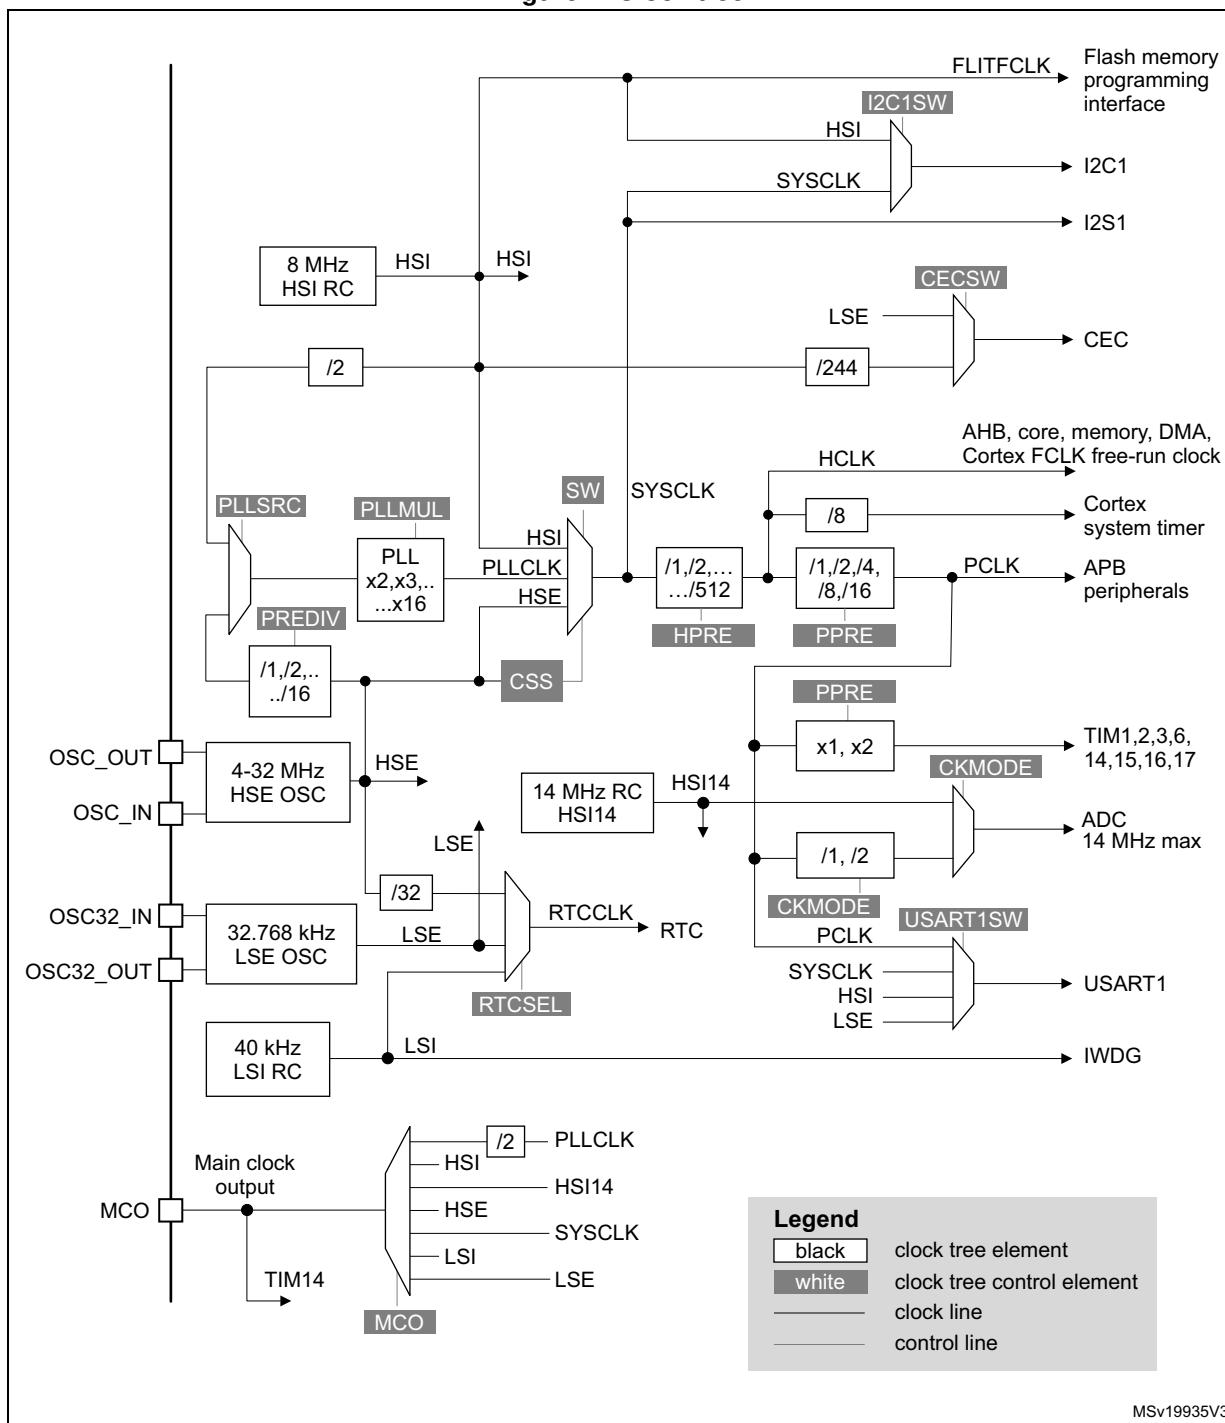 FLITFCLK
Flash memory
programming
interface
I2C1SW
HSI
SYSCLK
I2C1
I2S1
8 MHz
HSI RC
HSI
HSI
CECSW
LSE
CEC
/2
/244
AHB, core, memory, DMA,
Cortex FCLK free-run clock
HCLK
PLLSRC
PLLMUL
SW
SYSCLK
/8
Cortex
system timer
HSI
PLL
x2,x3,..
...x16
PLLCLK
HSE
/1,/2,...
.../512
/1,/2,/4,
/8,/16
PCLK
APB
peripherals
PREDIV
HPRE
PPRE
/1,/2,..
../16
CSS
PPRE
OSC_OUT
OSC_IN
4-32 MHz
HSE OSC
HSE
x1, x2
TIM1,2,3,6,
14,15,16,17
14 MHz RC
HSI14
HSI14
CKMODE
ADC
14 MHz max
LSE
/1, /2
CKMODE
/32
OSC32_IN
OSC32_OUT
32.768 kHz
LSE OSC
LSE
RTCCLK
RTC
RTCSEL
USART1SW
PCLK
SYSCLK
HSI
LSE
USART1
40 kHz
LSI RC
LSI
IWDG
Main clock
output
MCO
TIM14
/2
PLLCLK
HSI
HSI14
HSE
SYSCLK
LSI
LSE
MCO
Legend
black
clock tree element
white
clock tree control element
clock line
control line
MSv19935V3